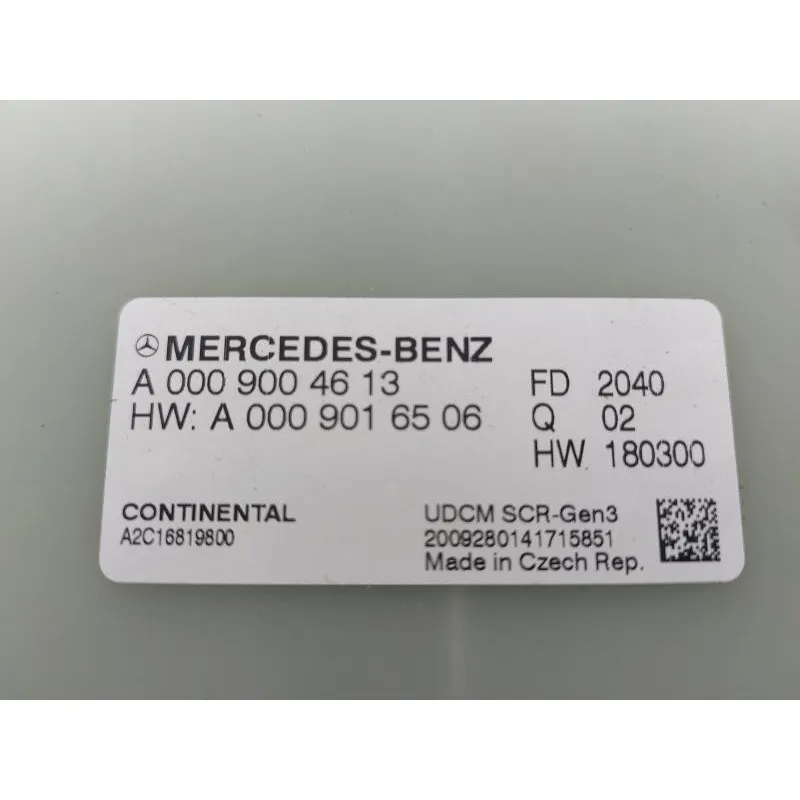 MERCEDES-BENZ
A 000 900 46 13 FD 2040
HW: A 000 901 65 06 Q 02
HW 180300
CONTINENTAL UDCM SCR-Gen3
A2C16819800 2009280141715851
Made in Czech Rep.